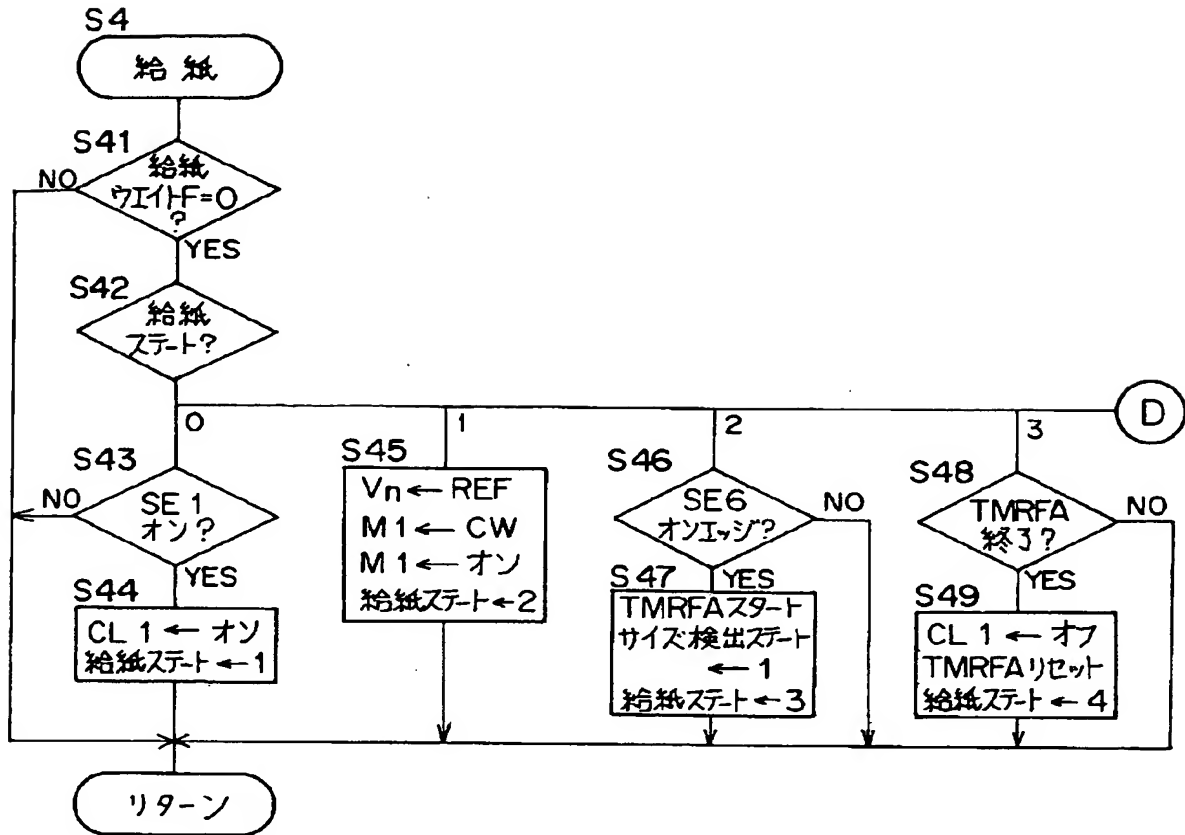 S4
給紙
S41
給紙
ウエイトF=0
?
NO
YES
S42
給紙
ステート?
0
1
2
3
D
S43
SE1
オン?
NO
YES
S44
CL1←オン
給紙ステート←1
S45
Vn←REF
M1←CW
M1←オン
給紙ステート←2
S46
SE6
オンエッジ?
NO
YES
S47
TMRFAスタート
サイズ検出ステート
←1
給紙ステート←3
S48
TMRFA
終了?
NO
YES
S49
CL1←オフ
TMRFAリセット
給紙ステート←4
リターン